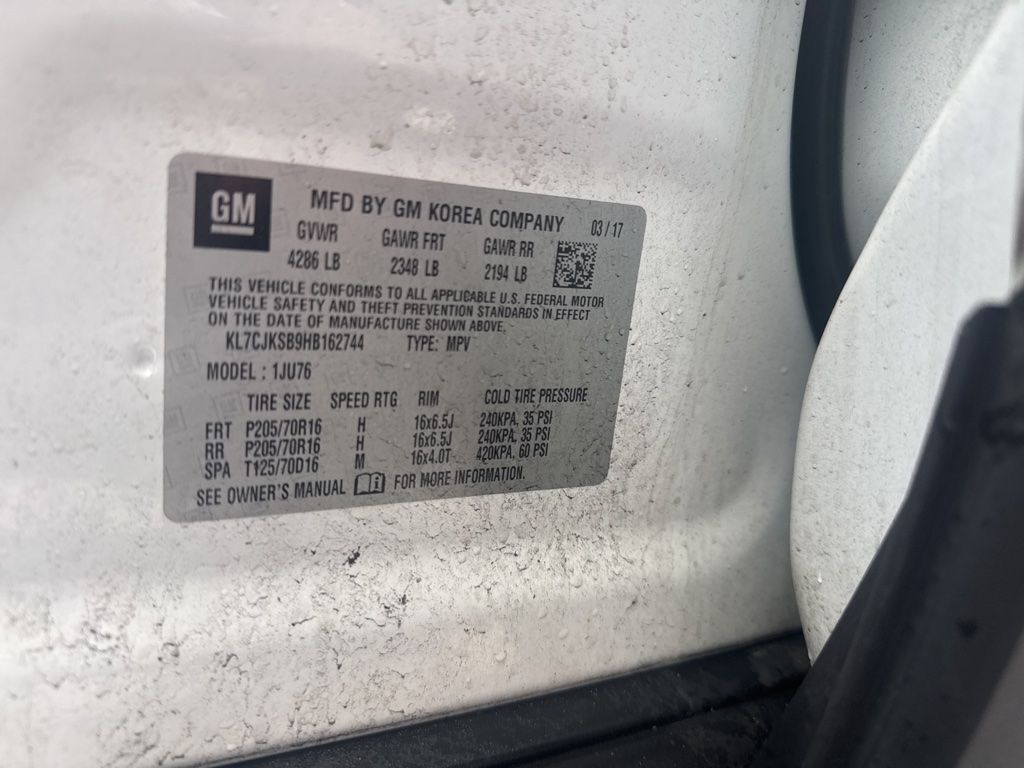 GM MFD BY GM KOREA COMPANY 03/17
GVWR GAWR FRT GAWR RR
4286 LB 2348 LB 2194 LB
THIS VEHICLE CONFORMS TO ALL APPLICABLE U.S. FEDERAL MOTOR
VEHICLE SAFETY AND THEFT PREVENTION STANDARDS IN EFFECT
ON THE DATE OF MANUFACTURE SHOWN ABOVE.
KL7CJKSB9HB162744 TYPE: MPV
MODEL : 1JU76
TIRE SIZE SPEED RTG RIM COLD TIRE PRESSURE
FRT P205/70R16 H 16x6.5J 240KPA, 35 PSI
RR P205/70R16 H 16x6.5J 240KPA, 35 PSI
SPA T125/70D16 M 16x4.0T 420KPA, 60 PSI
SEE OWNER'S MANUAL FOR MORE INFORMATION.